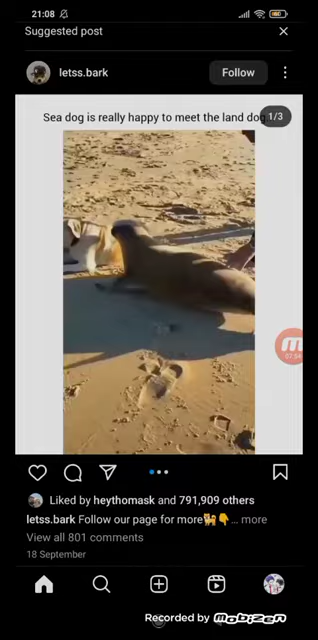 21:08
Suggested post
letss.bark
Follow
Sea dog is really happy to meet the land dog
1/3
07:54
Liked by heythomask and 791,909 others
letss.bark Follow our page for more🐕👇... more
View all 801 comments
18 September
Recorded by mobizen